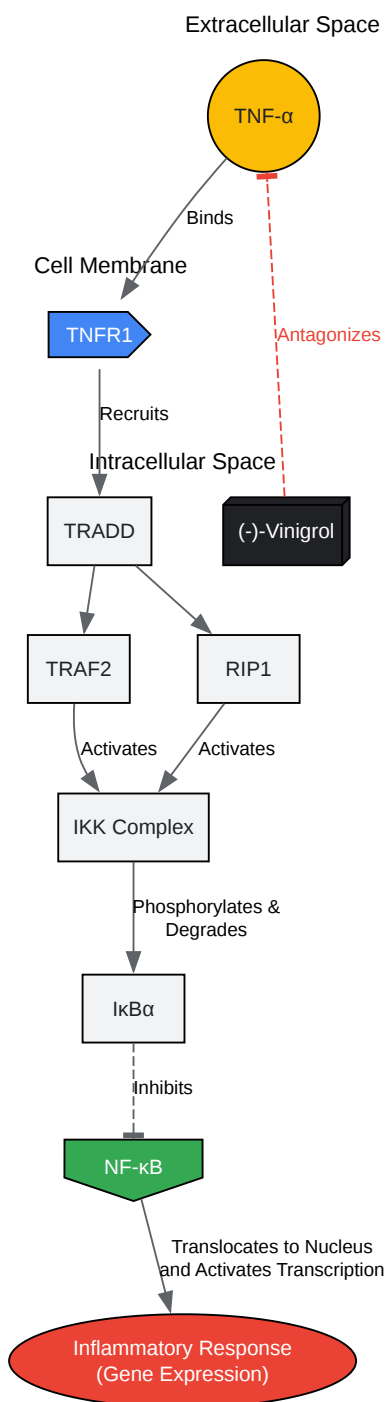 Extracellular Space
TNF-α
Binds
Cell Membrane
TNFR1
Antagonizes
Recruits
Intracellular Space
TRADD
(-)-Vinigrol
TRAF2
RIP1
Activates
Activates
IKK Complex
Phosphorylates &
Degrades
IκBα
Inhibits
NF-κB
Translocates to Nucleus
and Activates Transcription
Inflammatory Response
(Gene Expression)